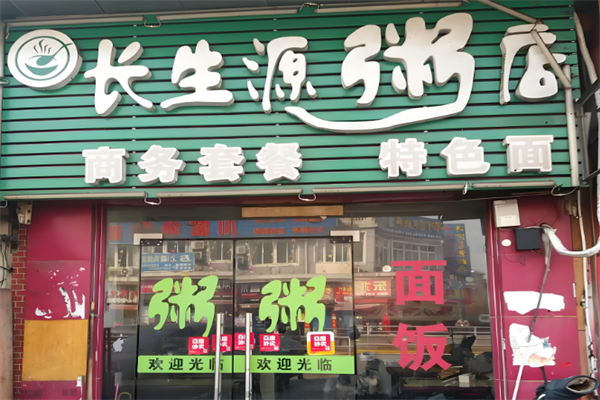 长生源粥店
商务套餐 特色面
粥 粥
面饭
欢迎光临 欢迎光临